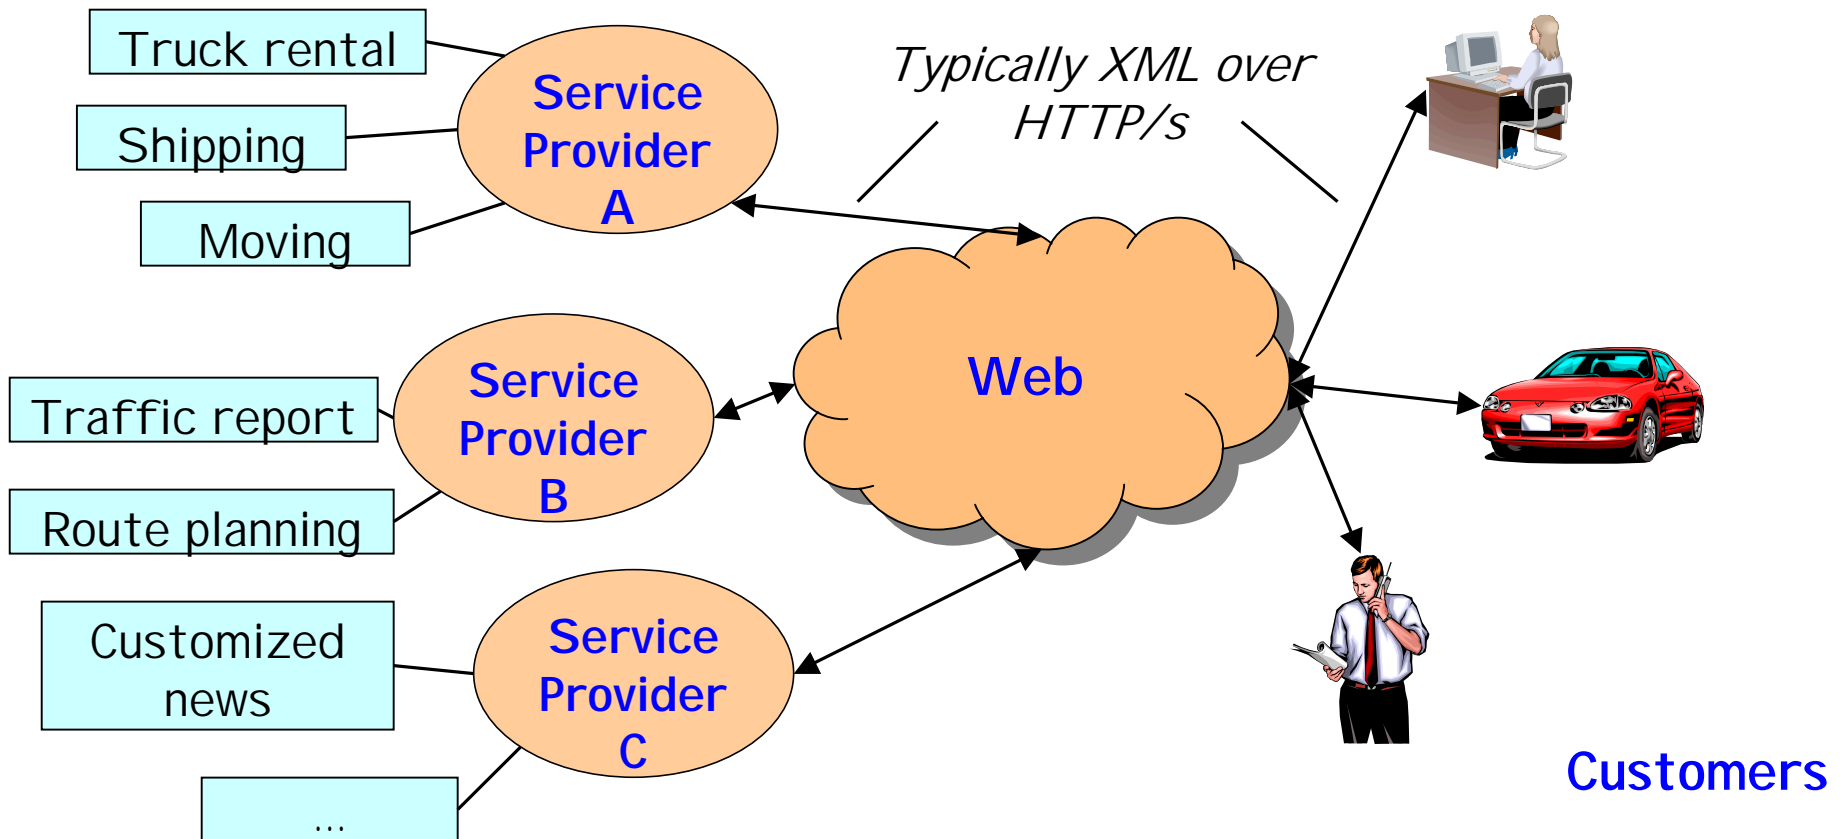 Truck rental
Shipping
Moving
Service
Provider
A
Typically XML over
HTTP/s
Traffic report
Route planning
Service
Provider
B
Web
Customized
news
...
Service
Provider
C
Customers